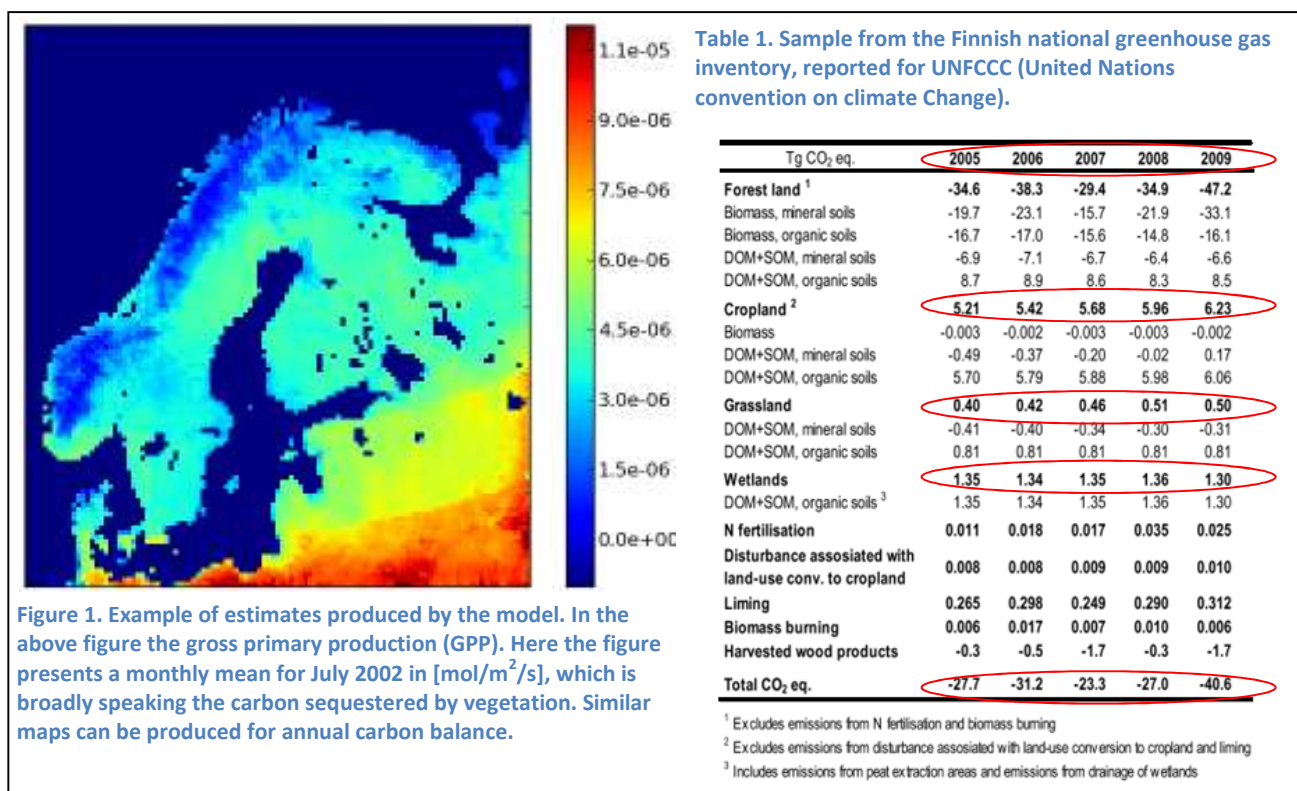 1.1e-05
9.0e-06
7.5e-06
6.0e-06
4.5e-06
3.0e-06
1.5e-06
0.0e+00
Figure 1. Example of estimates produced by the model. In the
above figure the gross primary production (GPP). Here the figure
presents a monthly mean for July 2002 in [mol/m²/s], which is
broadly speaking the carbon sequestered by vegetation. Similar
maps can be produced for annual carbon balance.
Table 1. Sample from the Finnish national greenhouse gas
inventory, reported for UNFCCC (United Nations
convention on climate Change).
Tg CO₂ eq. 2005 2006 2007 2008 2009
Forest land ¹ -34.6 -38.3 -29.4 -34.9 -47.2
Biomass, mineral soils -19.7 -23.1 -15.7 -21.9 -33.1
Biomass, organic soils -16.7 -17.0 -15.6 -14.8 -16.1
DOM+SOM, mineral soils -6.9 -7.1 -6.7 -6.4 -6.6
DOM+SOM, organic soils 8.7 8.9 8.6 8.3 8.5
Cropland ² 5.21 5.42 5.68 5.96 6.23
Biomass -0.003 -0.002 -0.003 -0.003 -0.002
DOM+SOM, mineral soils -0.49 -0.37 -0.20 -0.02 0.17
DOM+SOM, organic soils 5.70 5.79 5.88 5.98 6.06
Grassland 0.40 0.42 0.46 0.51 0.50
DOM+SOM, mineral soils -0.41 -0.40 -0.34 -0.30 -0.31
DOM+SOM, organic soils 0.81 0.81 0.81 0.81 0.81
Wetlands 1.35 1.34 1.35 1.36 1.30
DOM+SOM, organic soils ³ 1.35 1.34 1.35 1.36 1.30
N fertilisation 0.011 0.018 0.017 0.035 0.025
Disturbance assosiated with
land-use conv. to cropland 0.008 0.008 0.009 0.009 0.010
Liming 0.265 0.298 0.249 0.290 0.312
Biomass burning 0.006 0.017 0.007 0.010 0.006
Harvested wood products -0.3 -0.5 -1.7 -0.3 -1.7
Total CO₂ eq. -27.7 -31.2 -23.3 -27.0 -40.6
¹ Excludes emissions from N fertilisation and biomass burning
² Excludes emissions from disturbance assosiated with land-use conversion to cropland and liming
³ Includes emissions from peat extraction areas and emissions from drainage of wetlands